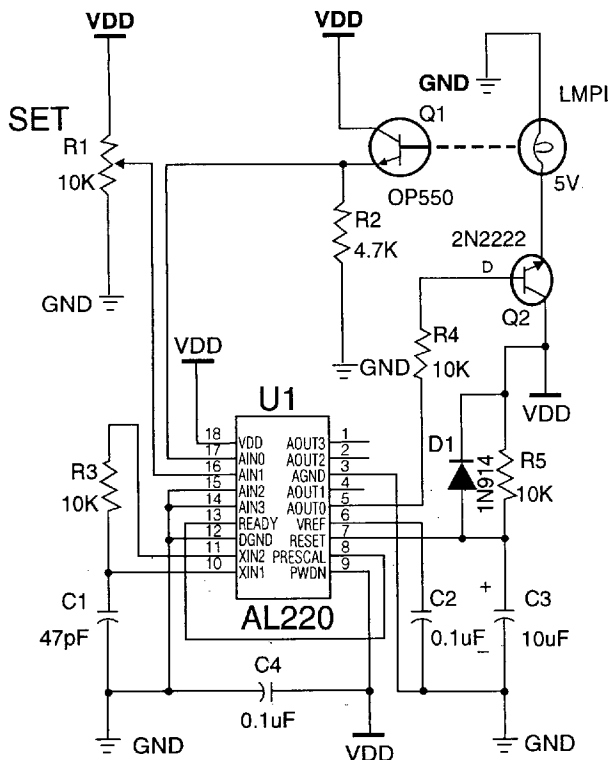 VDD
VDD
GND
LMPI
SET
R1
10K
Q1
OP550
5V
R2
4.7K
2N2222
D
Q2
GND
VDD
GND
R4
10K
VDD
U1
D1
1N914
R5
10K
R3
10K
18 VDD AOUT3 1
17 AIN0 AOUT2 2
16 AIN1 AGND 3
15 AIN2 AOUT1 4
14 AIN3 AOUT0 5
13 READY VREF 6
12 DGND RESET 7
11 XIN2 PRESCAL 8
10 XIN1 PWDN 9
AL220
C1
47pF
C2
0.1uF
+
C3
10uF
−
C4
0.1uF
GND
VDD
GND